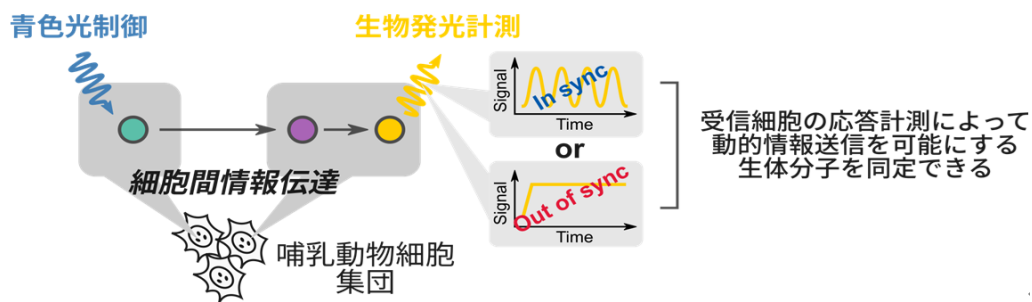 青色光制御
生物発光計測
Signal
In sync
Time
or
Signal
Out of sync
Time
細胞間情報伝達
哺乳動物細胞
集団
受信細胞の応答計測によって
動的情報送信を可能にする
生体分子を同定できる